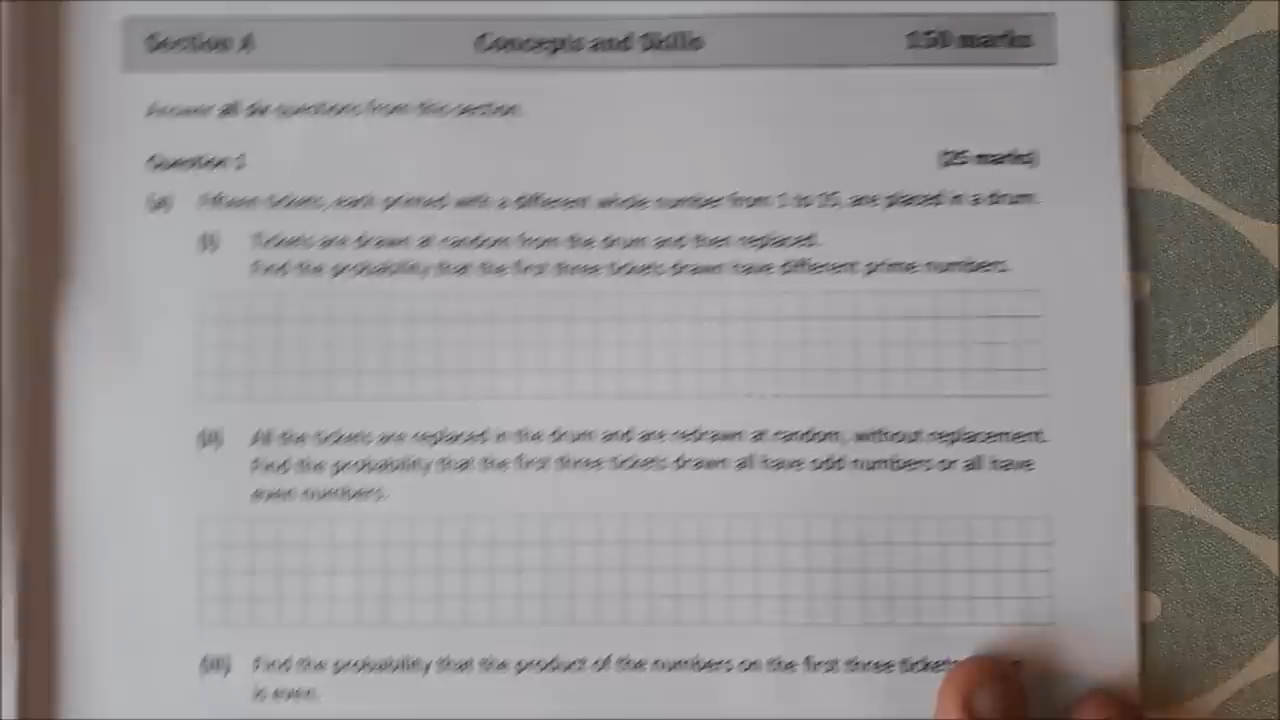 Section A Concepts and Skills 150 marks
Answer all the questions from this section.
Question 1 (25 marks)
(a) Fifteen tickets, each printed with a different whole number from 1 to 15, are placed in a drum.
(i) Tickets are drawn at random from the drum and then replaced.
Find the probability that the first three tickets drawn have different prime numbers.
(ii) All the tickets are replaced in the drum and are redrawn at random, without replacement.
Find the probability that the first three tickets drawn all have odd numbers or all have
even numbers.
(iii) Find the probability that the product of the numbers on the first three tickets
is even.